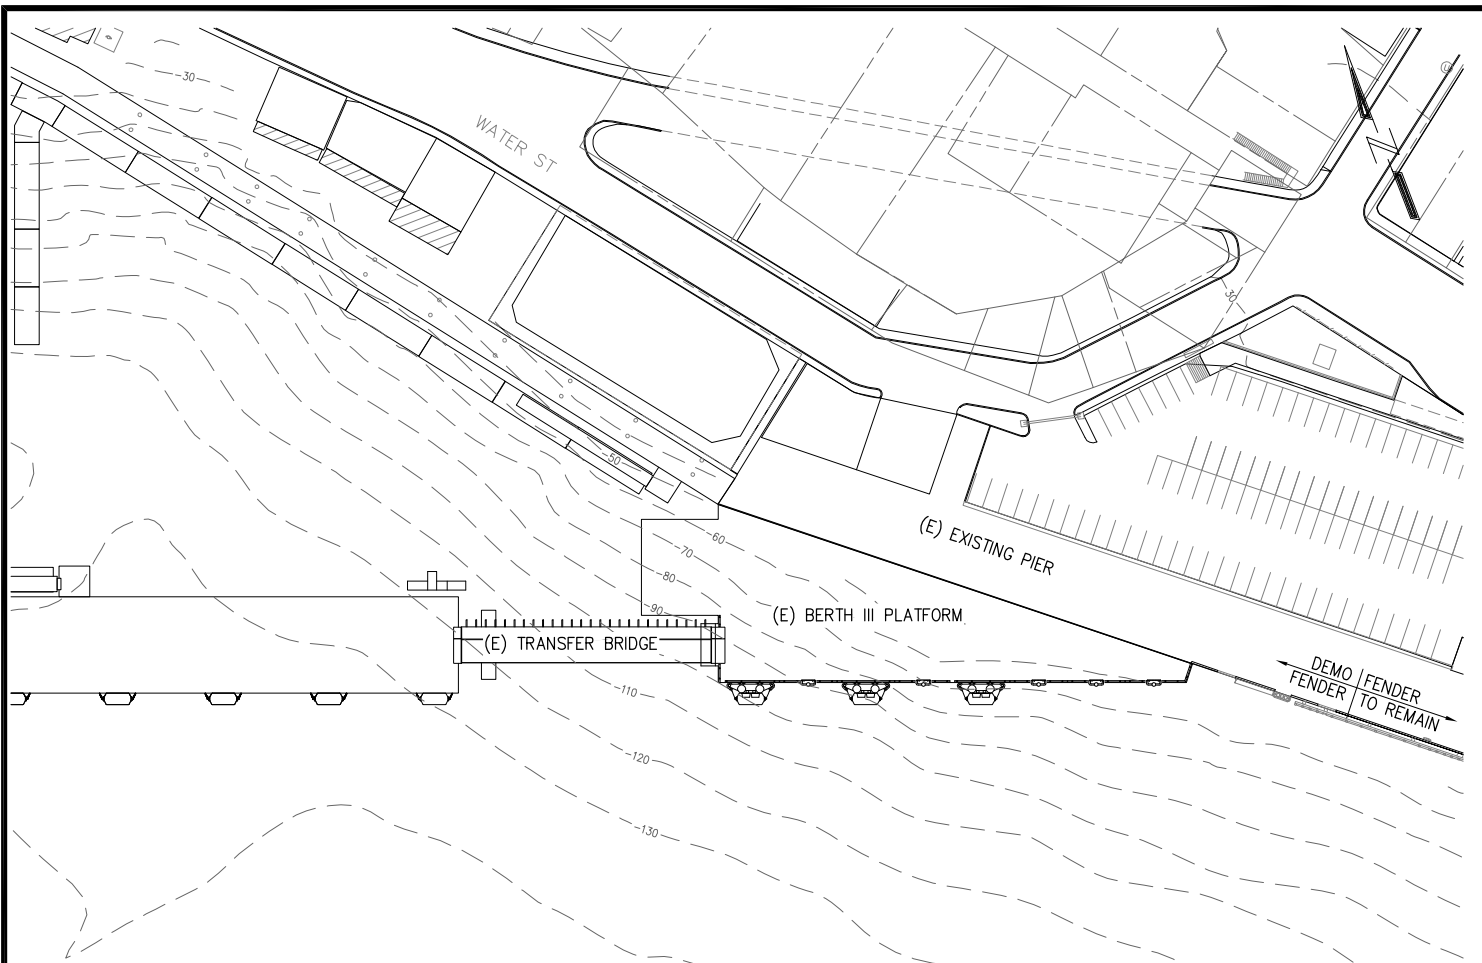 -30
WATER ST
30
-50
(E) EXISTING PIER
-60
-70
-80
-90
(E) BERTH III PLATFORM
(E) TRANSFER BRIDGE
DEMO FENDER
FENDER TO REMAIN
-110
-120
-130